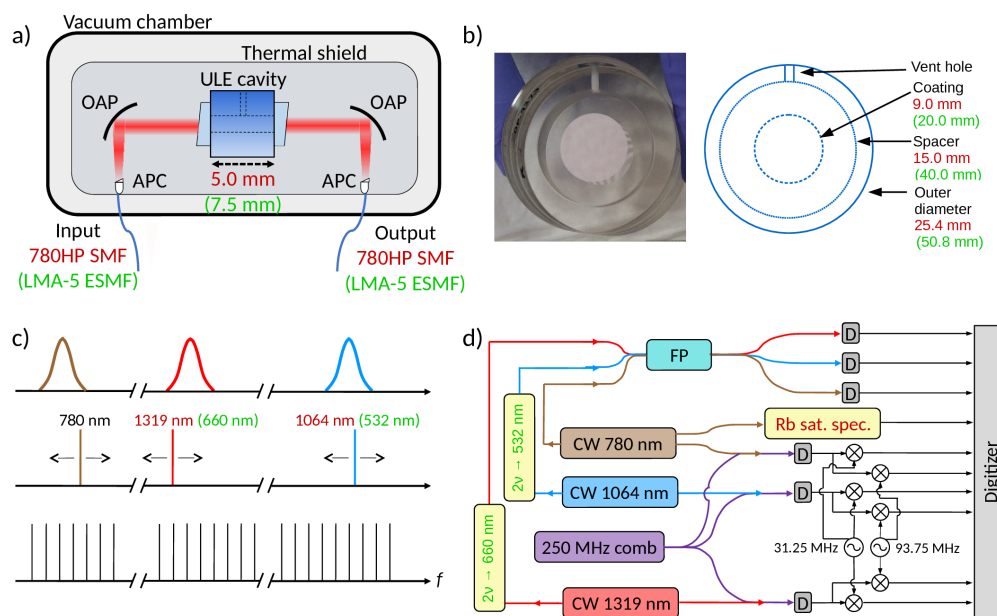 a)
Vacuum chamber
Thermal shield
ULE cavity
OAP
OAP
APC
APC
5.0 mm
(7.5 mm)
Input
780HP SMF
(LMA-5 ESMF)
Output
780HP SMF
(LMA-5 ESMF)
b)
Vent hole
Coating
9.0 mm
(20.0 mm)
Spacer
15.0 mm
(40.0 mm)
Outer
diameter
25.4 mm
(50.8 mm)
c)
780 nm
1319 nm (660 nm)
1064 nm (532 nm)
f
d)
FP
D
D
D
2ν → 532 nm
Rb sat. spec.
CW 780 nm
D
CW 1064 nm
D
2ν → 660 nm
250 MHz comb
31.25 MHz
93.75 MHz
CW 1319 nm
D
Digitizer